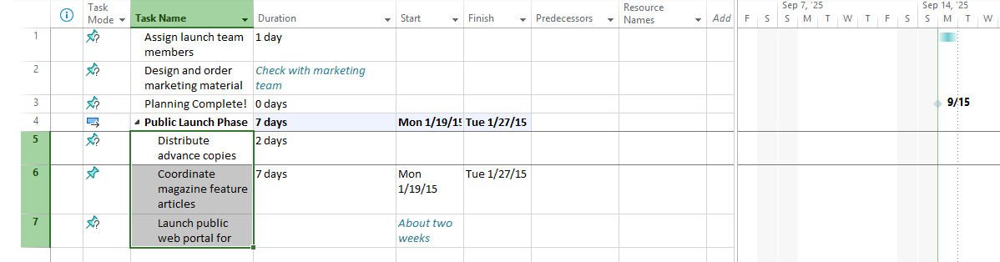 Task Mode
Task Name
Duration
Start
Finish
Predecessors
Resource Names
Add
Sep 7, '25
Sep 14, '25
F S S M T W T F S S M T W
1 Assign launch team members 1 day
2 Design and order marketing material Check with marketing team
3 Planning Complete! 0 days
9/15
4 Public Launch Phase 7 days Mon 1/19/15 Tue 1/27/15
5 Distribute advance copies 2 days
6 Coordinate magazine feature articles 7 days Mon 1/19/15 Tue 1/27/15
7 Launch public web portal for About two weeks